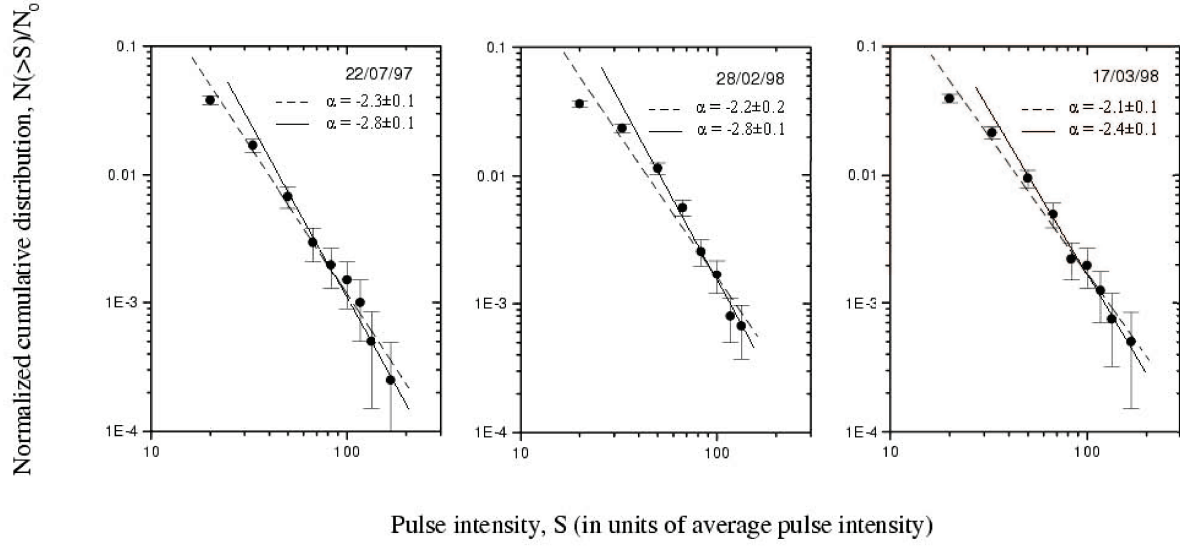 Normalized cumulative distribution, N(>S)/N₀
0.1
0.01
1E-3
1E-4
10
100
22/07/97
α = -2.3±0.1
α = -2.8±0.1
0.1
0.01
1E-3
1E-4
10
100
28/02/98
α = -2.2±0.2
α = -2.8±0.1
0.1
0.01
1E-3
1E-4
10
100
17/03/98
α = -2.1±0.1
α = -2.4±0.1
Pulse intensity, S (in units of average pulse intensity)